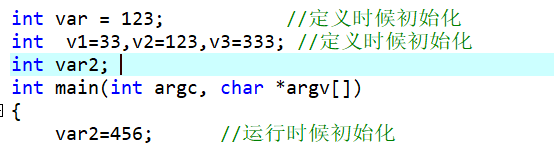 int var = 123;               //定义时候初始化
int  v1=33,v2=123,v3=333; //定义时候初始化
int var2;
int main(int argc, char *argv[])
{
    var2=456;       //运行时候初始化